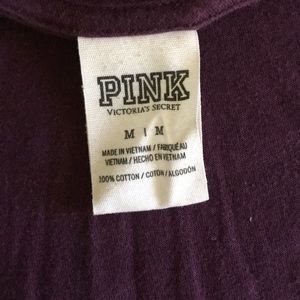 PINK
VICTORIA'S SECRET
M | M
MADE IN VIETNAM / FABRIQUÉ AU
VIETNAM / HECHO EN VIETNAM
100% COTTON / COTON / ALGODÓN